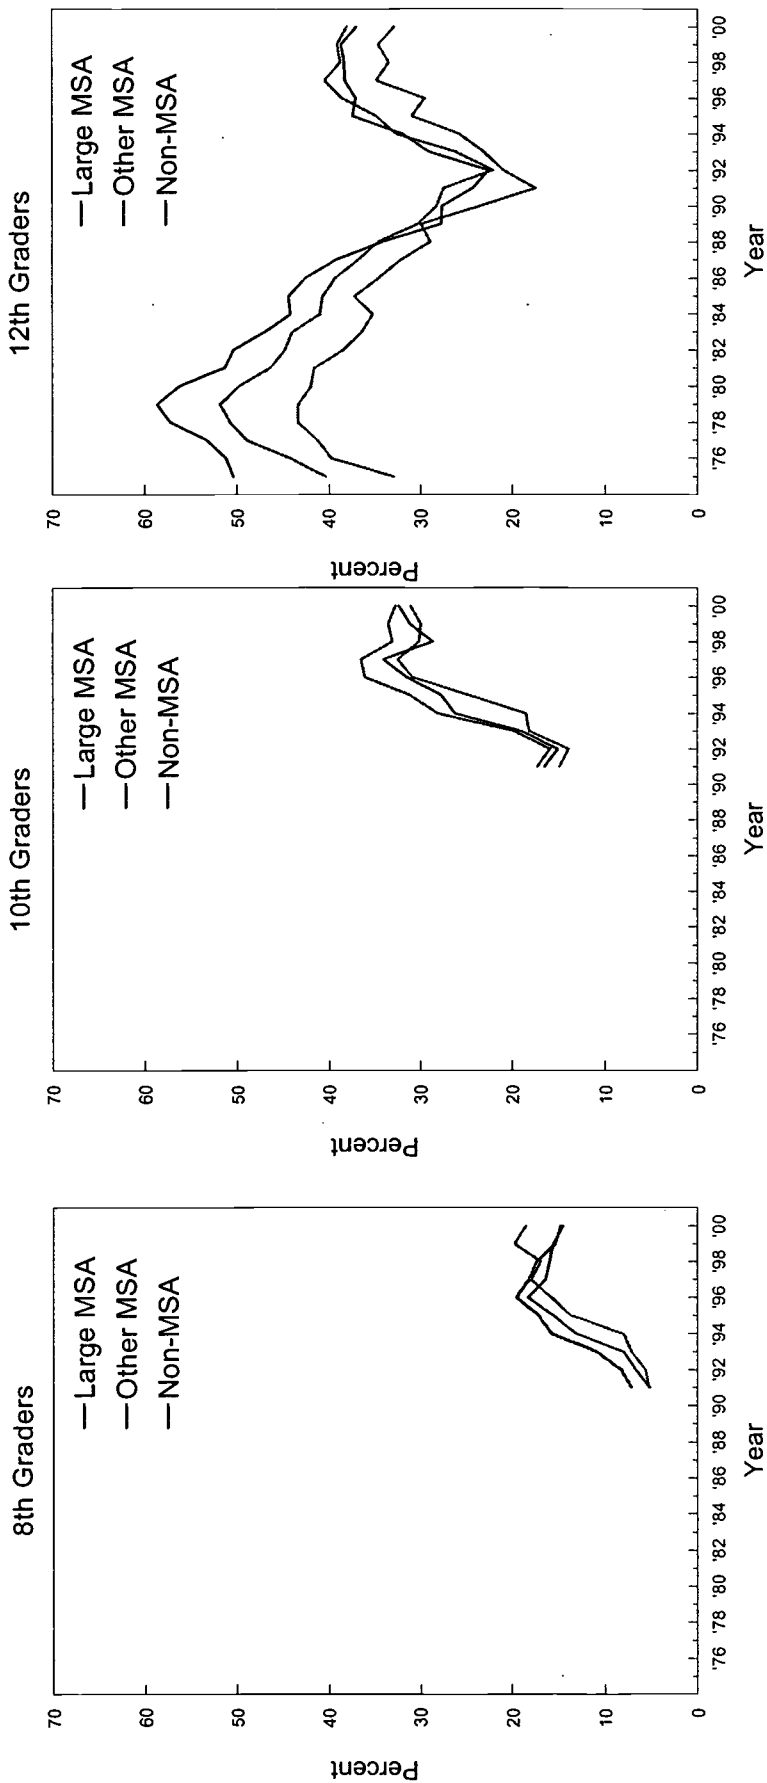 8th Graders
— Large MSA
— Other MSA
— Non-MSA
70
60
50
40
30
20
10
0
Percent
'76 '78 '80 '82 '84 '86 '88 '90 '92 '94 '96 '98 '00
Year
10th Graders
— Large MSA
— Other MSA
— Non-MSA
70
60
50
40
30
20
10
0
Percent
'76 '78 '80 '82 '84 '86 '88 '90 '92 '94 '96 '98 '00
Year
12th Graders
— Large MSA
— Other MSA
— Non-MSA
70
60
50
40
30
20
10
0
Percent
'76 '78 '80 '82 '84 '86 '88 '90 '92 '94 '96 '98 '00
Year